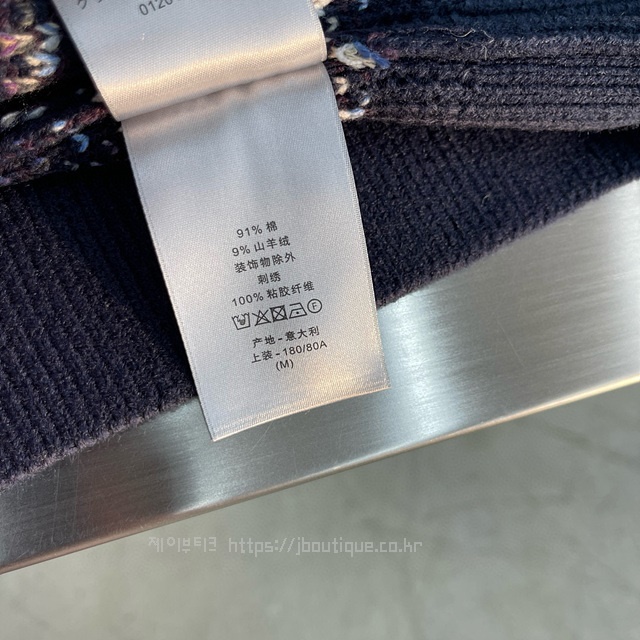 0120
91% 棉
9% 山羊绒
装饰物除外
刺绣
100% 粘胶纤维
产地 - 意大利
上装 - 180/80A
(M)
제이부티크 https://jboutique.co.kr